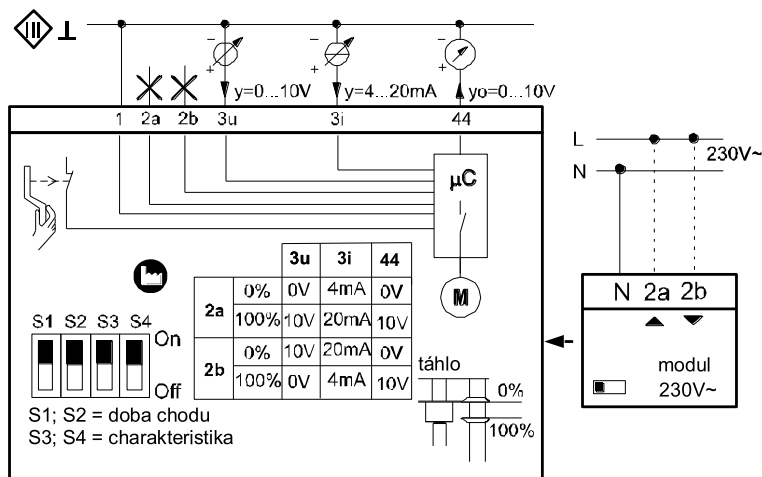 y=0...10V y=4...20mA yo=0...10V
1 2a 2b 3u 3i 44
µC
M
3u 3i 44
2a 0% 0V 4mA 0V
100% 10V 20mA 10V
2b 0% 10V 20mA 0V
100% 0V 4mA 10V
S1 S2 S3 S4
On
Off
S1; S2 = doba chodu
S3; S4 = charakteristika
táhlo
0%
100%
L
N
230V~
N 2a 2b
modul
230V~